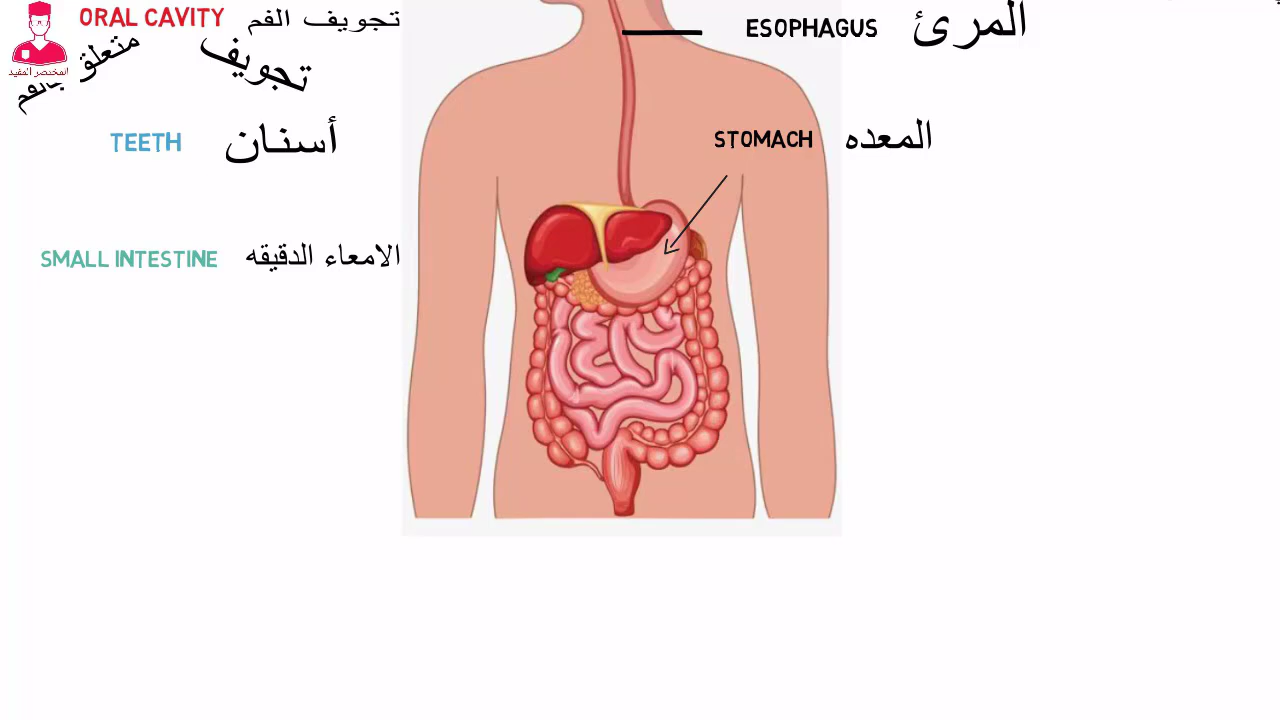 ORAL CAVITY تجويف الفم
متعلق بالفم
تجويف
المختصر المفيد
TEETH أسنان
SMALL INTESTINE الامعاء الدقيقه
ESOPHAGUS المرئ
STOMACH المعده